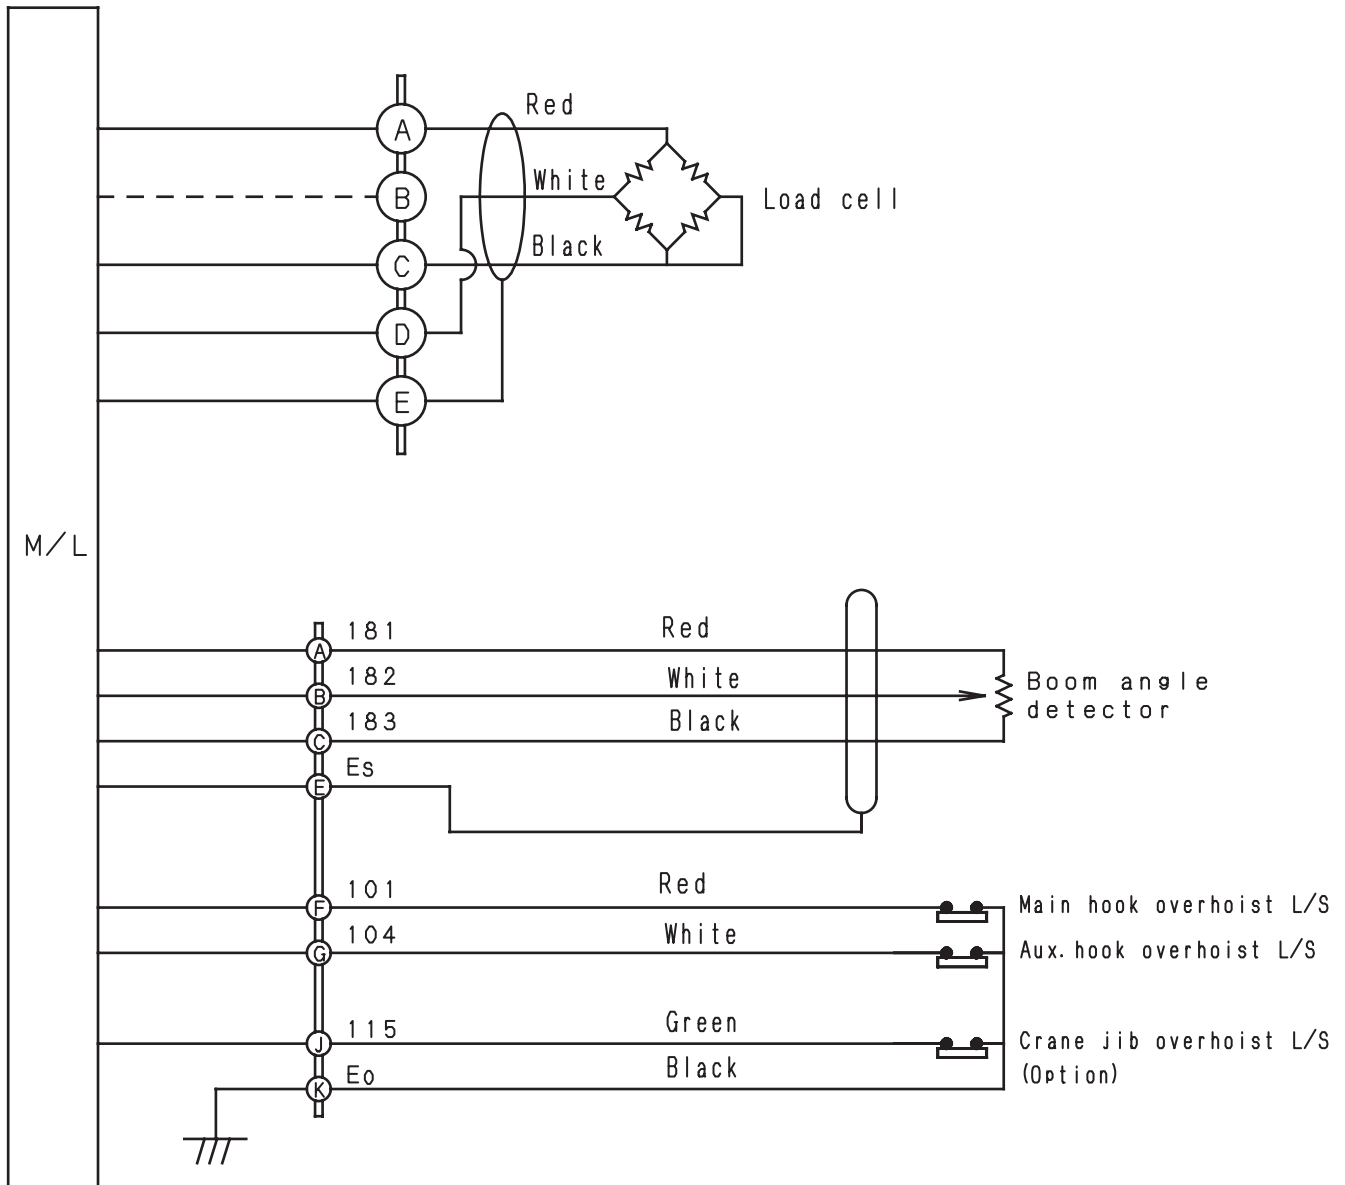 Red
A
White
B
Load cell
Black
C
D
E
M/L
181
Red
A
182
White
B
Boom angle
detector
183
Black
C
Es
E
101
Red
F
Main hook overhoist L/S
104
White
G
Aux. hook overhoist L/S
115
Green
J
Crane jib overhoist L/S
(Option)
Eo
Black
K